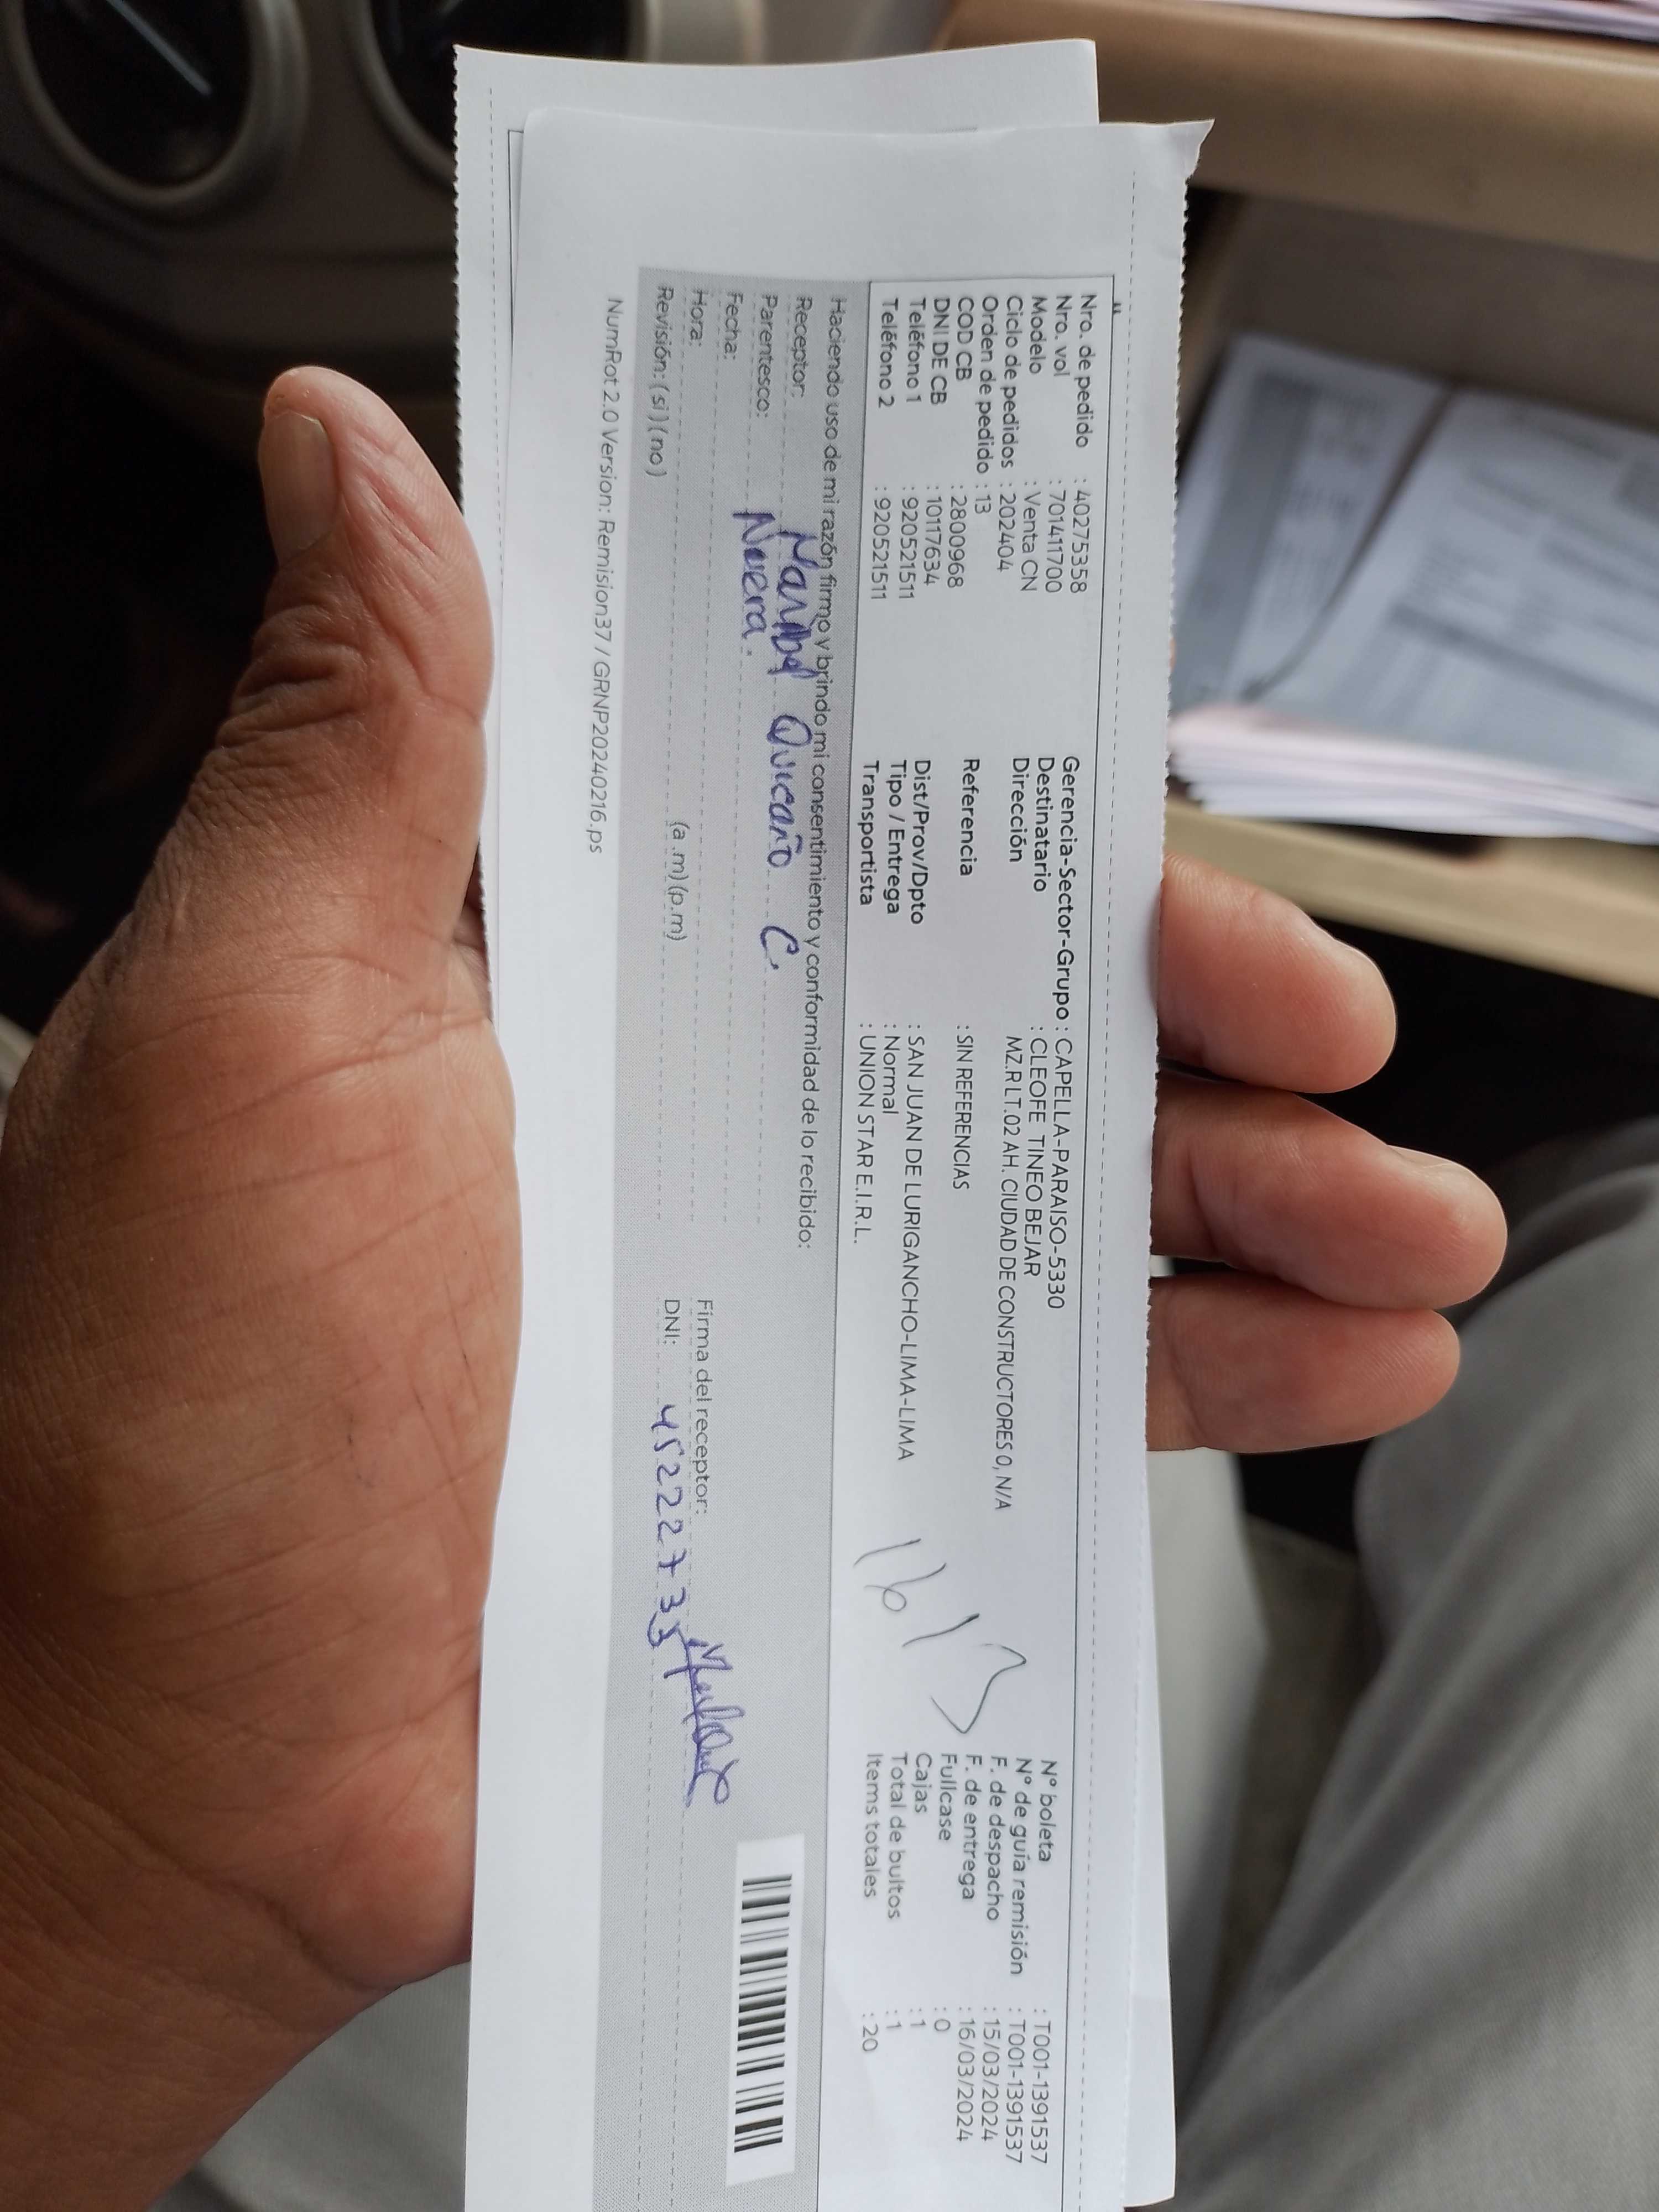 Nro. de pedido : 40275358
Nro. vol : 701411700
Modelo : Venta CN
Ciclo de pedidos : 202404
Orden de pedido : 13
COD CB : 2800968
DNI DE CB : 10117634
Teléfono 1 : 920521511
Teléfono 2 : 920521511
Gerencia-Sector-Grupo : CAPELLA-PARAISO-5330
Destinatario : CLEOFE TINEO BEJAR
Dirección MZ.R LT.02 AH. CIUDAD DE CONSTRUCTORES 0, N/A
Referencia : SIN REFERENCIAS
Dist/Prov/Dpto : SAN JUAN DE LURIGANCHO-LIMA-LIMA
Tipo / Entrega : Normal
Transportista : UNION STAR E.I.R.L.
N° boleta : T001-1391537
N° de guía remisión : T001-1391537
F. de despacho : 15/03/2024
F. de entrega : 16/03/2024
Fullcase : 0
Cajas : 1
Total de bultos : 1
Items totales : 20
Haciendo uso de mi razón firmo y brindo mi consentimiento y conformidad de lo recibido:
Receptor: Maribel Quicaño C.
Parentesco: Nuera.
Fecha:
Hora: (a .m) (p.m)
Revisión: ( si ) ( no )
Firma del receptor:
DNI: 45222733
NumRot 2.0 Version: Remision37 / GRNP20240216.ps